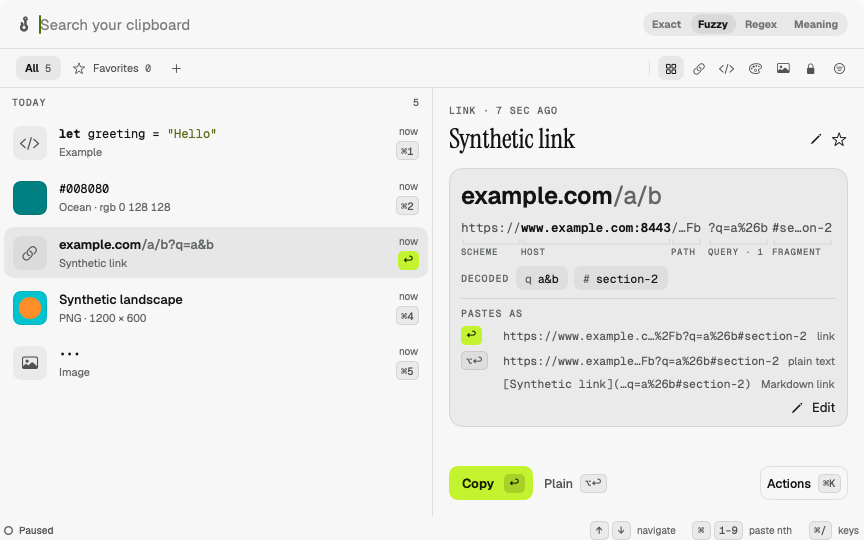 Search your clipboard
Exact Fuzzy Regex Meaning
All 5 Favorites 0 +
TODAY 5
let greeting = "Hello" now
Example ⌘1
#008080 now
Ocean · rgb 0 128 128 ⌘2
example.com/a/b?q=a&b now
Synthetic link ↩
Synthetic landscape now
PNG · 1200 × 600 ⌘4
... now
Image ⌘5
LINK · 7 SEC AGO
Synthetic link
example.com/a/b
https://www.example.com:8443/…Fb ?q=a%26b #se…on-2
SCHEME HOST PATH QUERY · 1 FRAGMENT
DECODED q a&b # section-2
PASTES AS
↩ https://www.example.c…%2Fb?q=a%26b#section-2 link
⌥↩ https://www.example…Fb?q=a%26b#section-2 plain text
[Synthetic link](…q=a%26b#section-2) Markdown link
Edit
Copy ↩ Plain ⌥↩ Actions ⌘K
Paused ↑ ↓ navigate ⌘ 1–9 paste nth ⌘/ keys